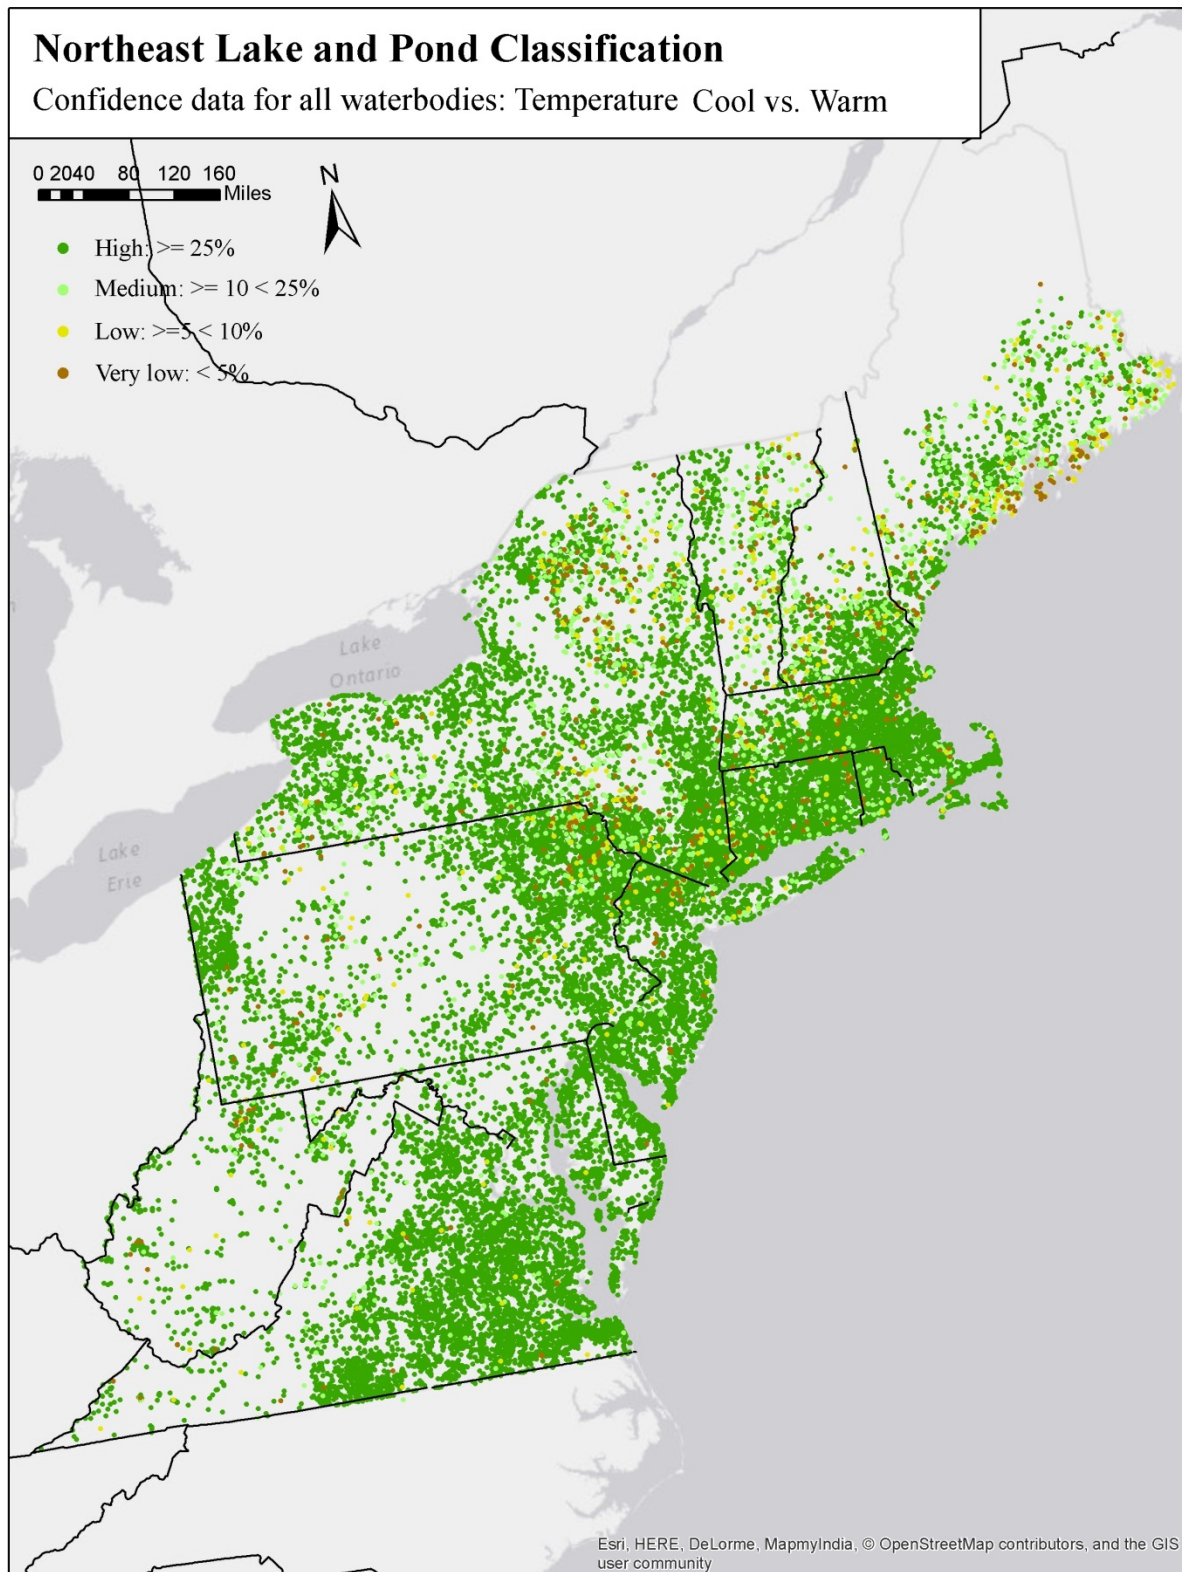 Northeast Lake and Pond Classification
Confidence data for all waterbodies: Temperature Cool vs. Warm
0 2040 80 120 160
Miles
N
High: >= 25%
Medium: >= 10 < 25%
Low: >=5 < 10%
Very low: < 5%
Lake
Ontario
Lake
Erie
Esri, HERE, DeLorme, MapmyIndia, © OpenStreetMap contributors, and the GIS
user community